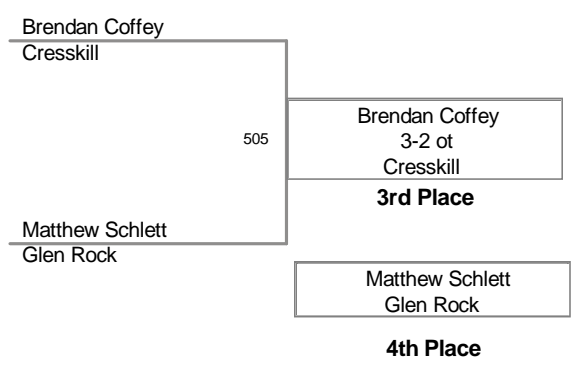 Brendan Coffey
Cresskill
505
Brendan Coffey
3-2 ot
Cresskill
3rd Place
Matthew Schlett
Glen Rock
Matthew Schlett
Glen Rock
4th Place